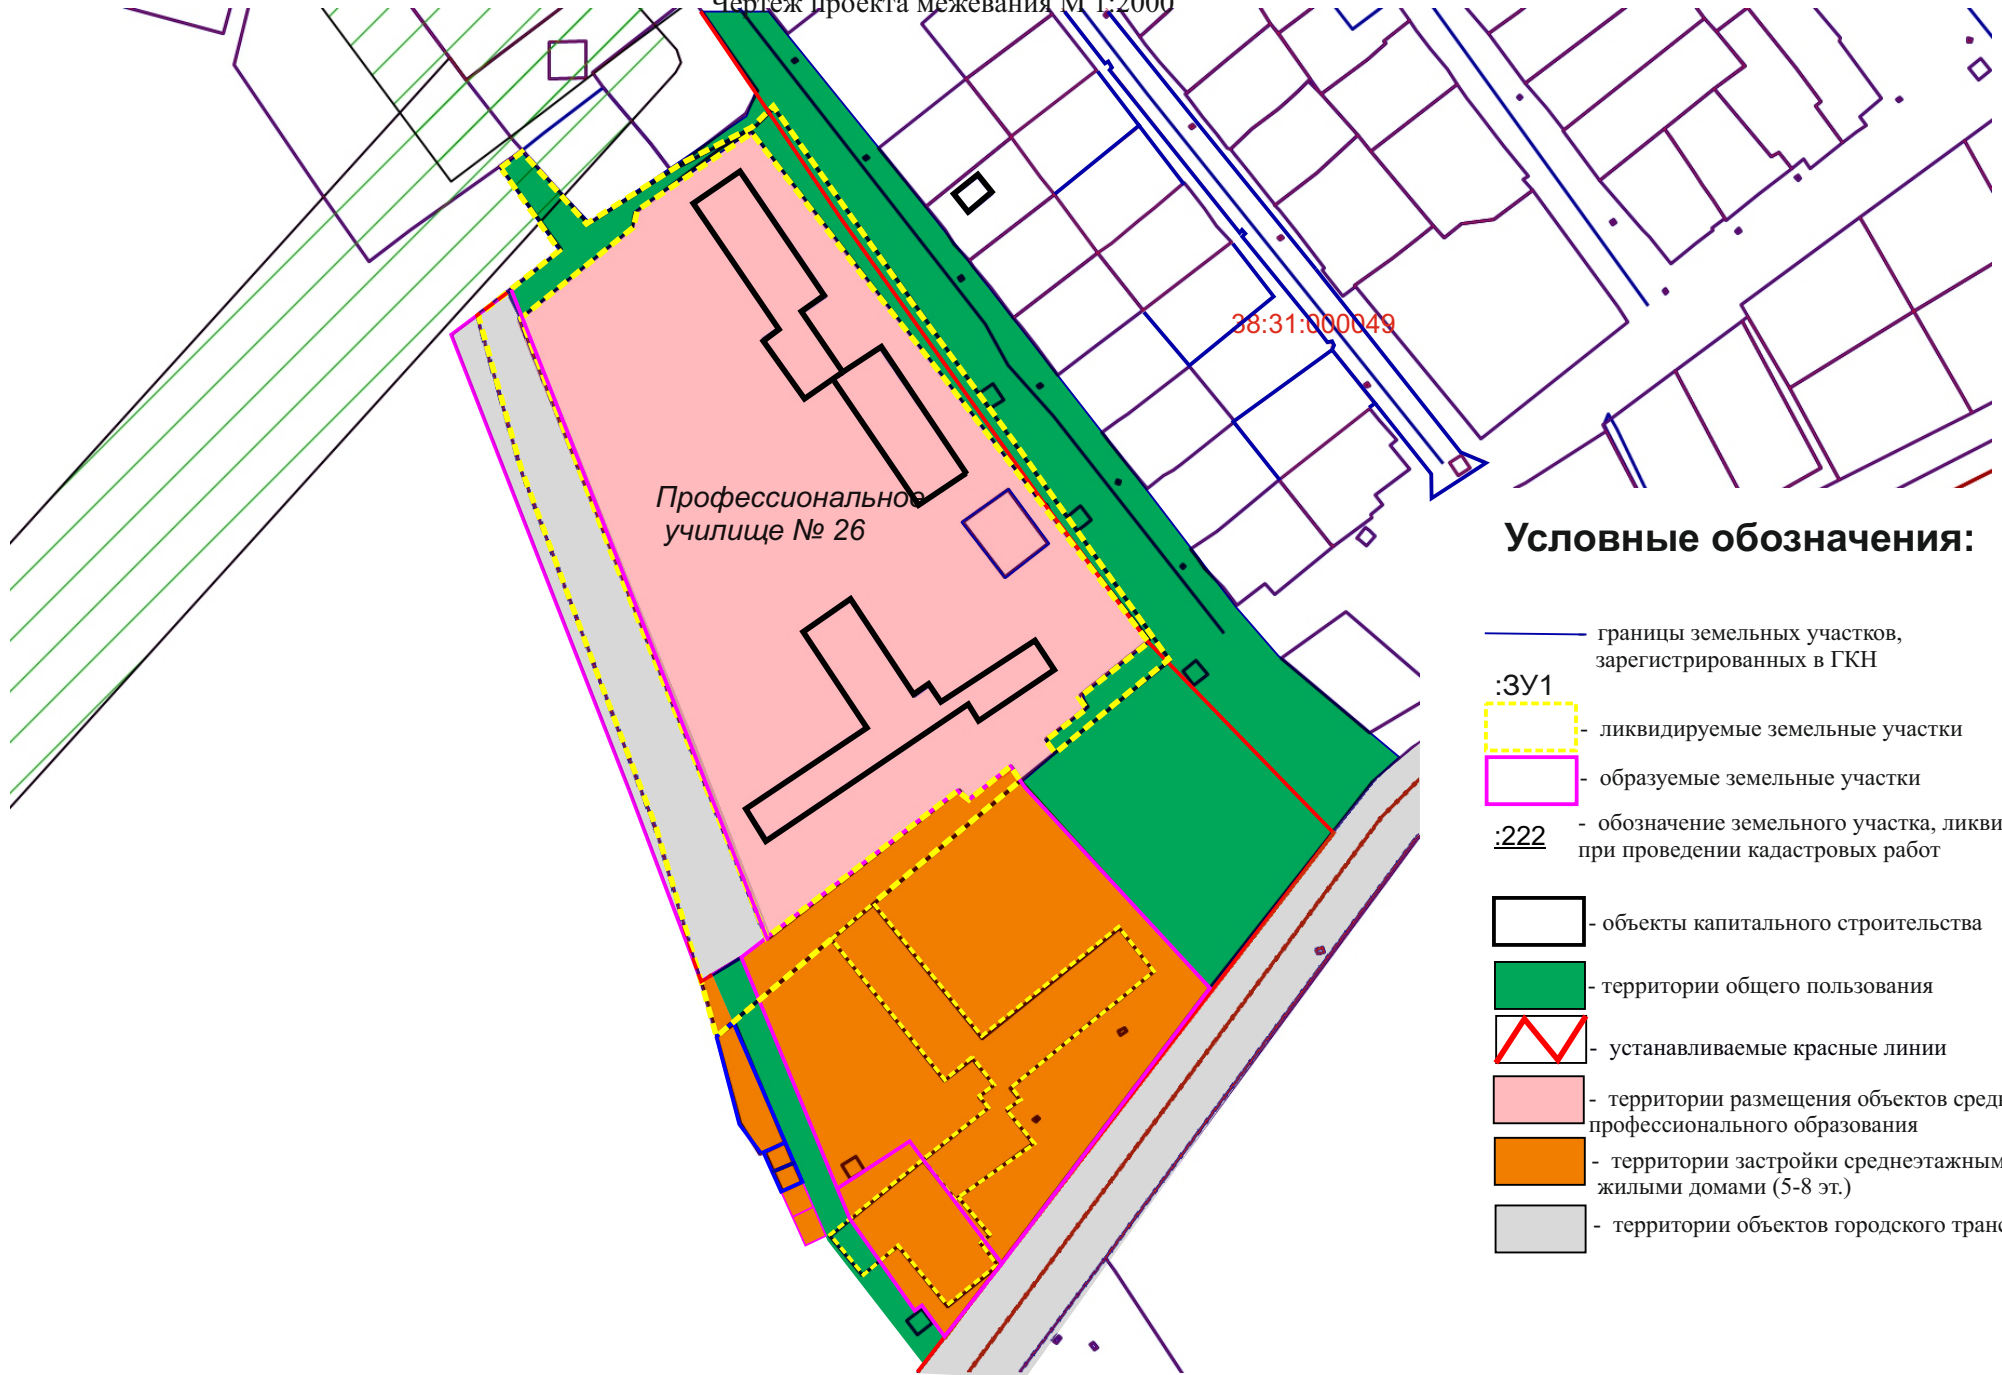 Чертеж проекта межевания М 1:2000
38:31:000049
Профессиональное
училище № 26
Условные обозначения:
границы земельных участков,
зарегистрированных в ГКН
:ЗУ1
- ликвидируемые земельные участки
- образуемые земельные участки
:222
- обозначение земельного участка, ликви
при проведении кадастровых работ
- объекты капитального строительства
- территории общего пользования
- устанавливаемые красные линии
- территории размещения объектов сред
профессионального образования
- территории застройки среднеэтажным
жилыми домами (5-8 эт.)
- территории объектов городского транс